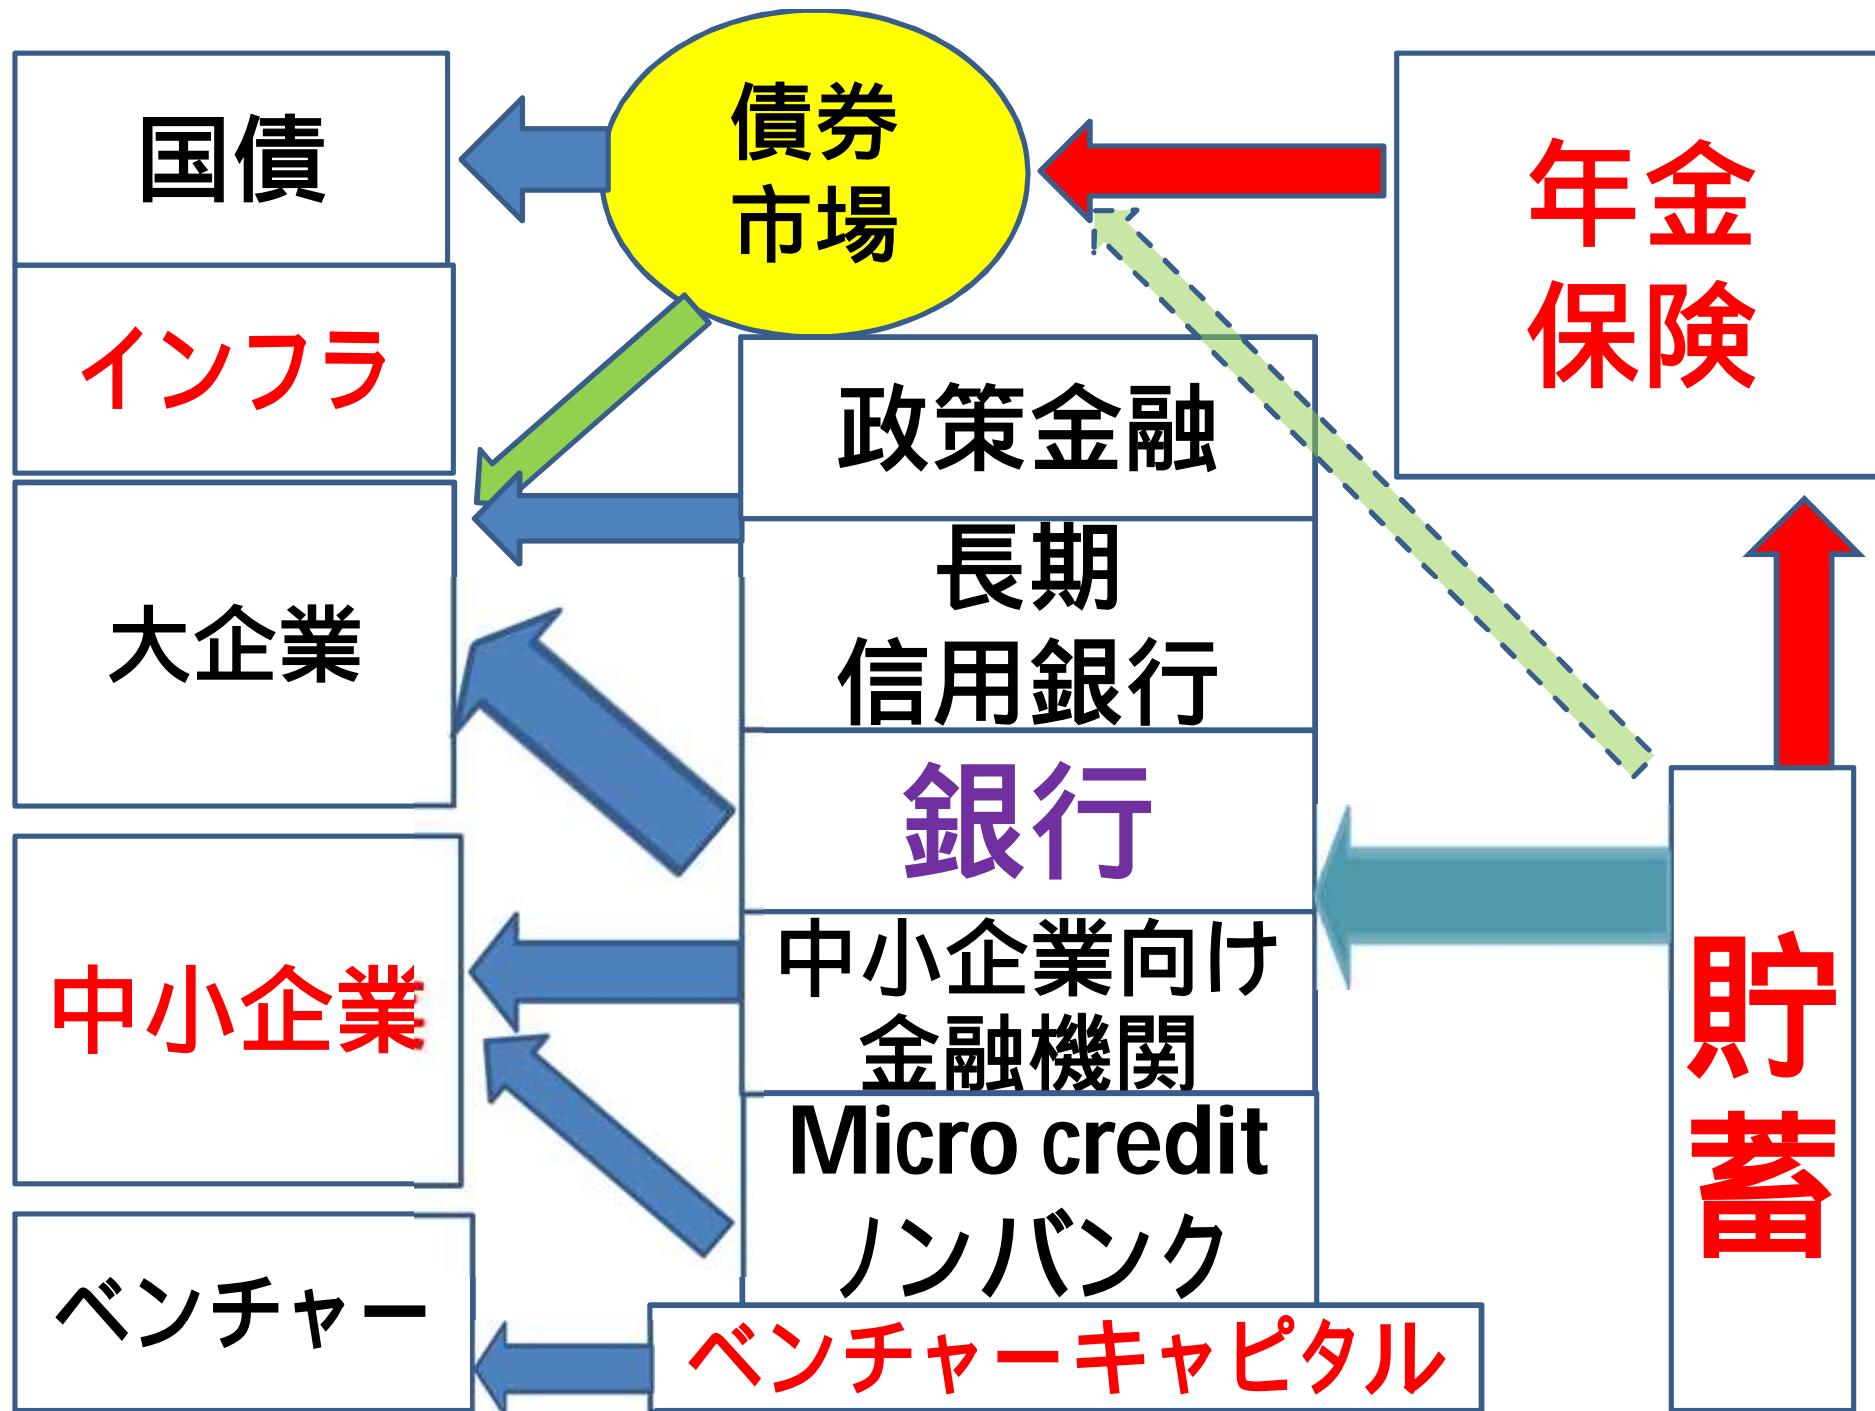 国債
インフラ
大企業
中小企業
ベンチャー
債券
市場
政策金融
長期
信用銀行
銀行
中小企業向け
金融機関
Micro credit
ノンバンク
ベンチャーキャピタル
年金
保険
貯
蓄